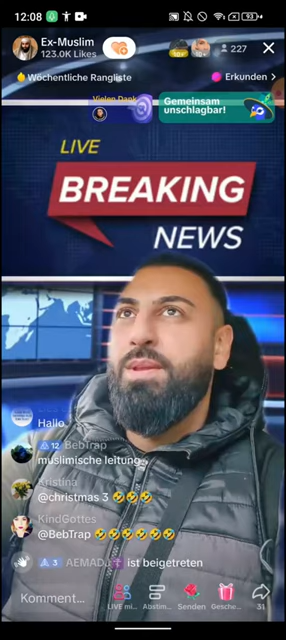 12:08
93
Ex-Muslim
123.0K Likes
227
Wöchentliche Rangliste
Erkunden >
Vielen Dank
Gemeinsam
unschlagbar!
LIVE
BREAKING
NEWS
Hallo
12 BebTrap
muslimische leitung
Kristina
@christmas 3 🤣🤣🤣
KindGottes
@BebTrap 🤣🤣🤣🤣🤣🤣
3 AEMADJ✝️ ist beigetreten
Komment...
LIVE mi...
Abstim...
Senden
Gesche...
31